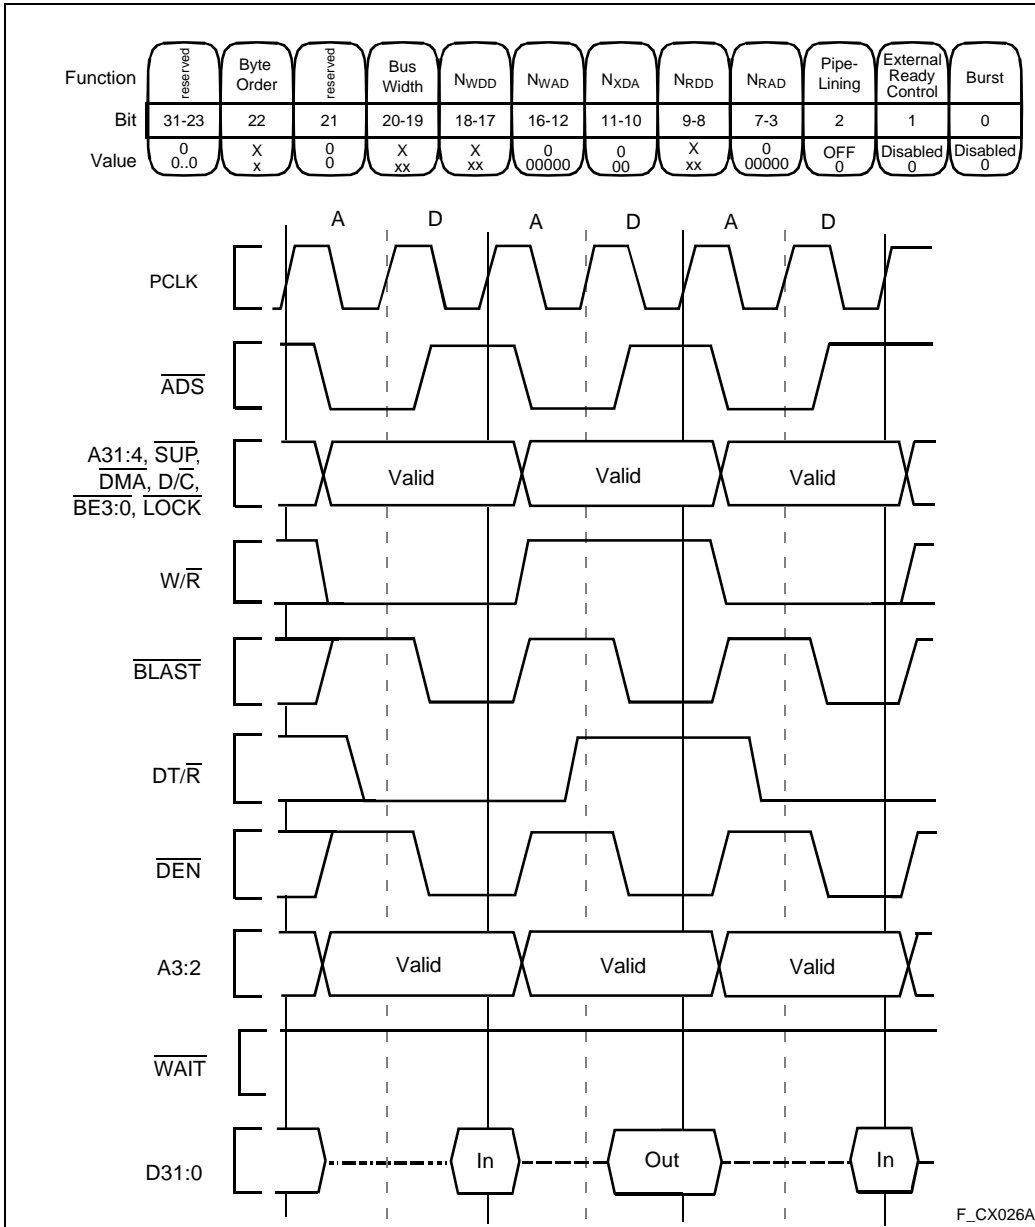 Function reserved Byte Order reserved Bus Width NWDD NWAD NXDA NRDD NRAD Pipe-Lining External Ready Control Burst
Bit 31-23 22 21 20-19 18-17 16-12 11-10 9-8 7-3 2 1 0
Value 0 X 0 X X 0 0 X 0 OFF Disabled Disabled
0..0 x 0 xx xx 00000 00 xx 00000 0 0 0
A D A D A D
PCLK
ADS
A31:4, SUP,
DMA, D/C,
BE3:0, LOCK
Valid Valid Valid
W/R
BLAST
DT/R
DEN
A3:2 Valid Valid Valid
WAIT
D31:0 In Out In
F_CX026A